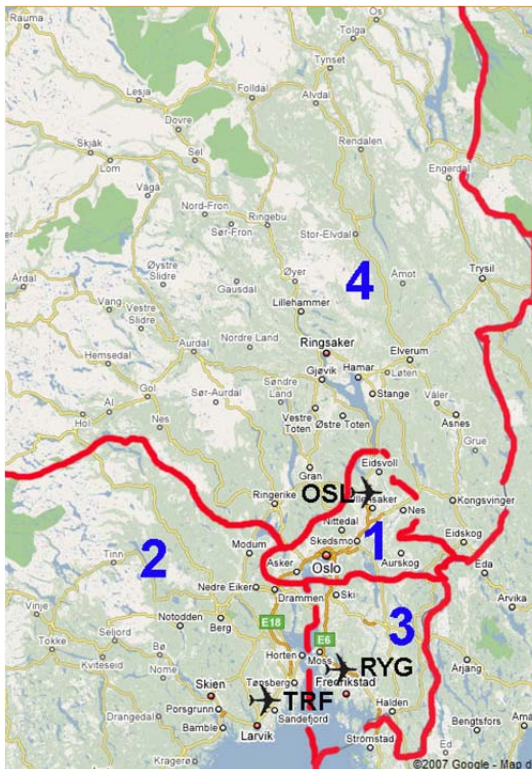 Rauma
Os
Tolga
Tynset
Folldal
Alvdal
Lesja
Dovre
Rendalen
Skjåk
Sel
Lom
Engerdal
Vågå
Nord-Fron
Ringebu
Sør-Fron
Stor-Elvdal
Årdal
Øystre
Slidre
Øyer
4
Åmot
Trysil
Gausdal
Vang
Lillehammer
Vestre
Slidre
Nordre Land
Ringsaker
Hemsedal
Aurdal
Elverum
Gjøvik
Hamar
Løten
Gol
Søndre
Land
Stange
Ål
Sør-Aurdal
Våler
Hol
Nes
Vestre
Toten
Østre Toten
Åsnes
Grue
Gran
Eidsvoll
OSL
Ringerike
Ullensaker
Nes
Kongsvinger
Nittedal
1
2
Modum
Skedsmo
Eidskog
Tinn
Asker
Oslo
Aurskog
Eda
Nedre Eiker
Drammen
Ski
Arvika
Vinje
Notodden
3
Seljord
Berg
E18
E6
Tokke
Bø
Horten
Moss
RYG
Kviteseid
Årjäng
Skien
Tønsberg
Fredrikstad
TRF
Porsgrunn
Drangedal
Halden
Bamble
Sandefjord
Bengtsfors
Larvik
Strömstad
Ed
Kragerø
©2007 Google - Map d